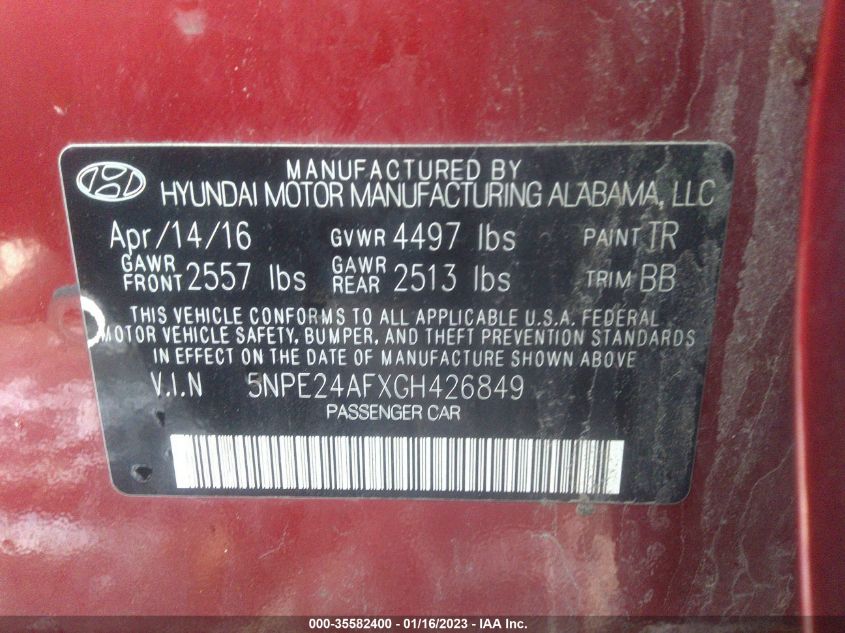 MANUFACTURED BY
HYUNDAI MOTOR MANUFACTURING ALABAMA, LLC
Apr/14/16 GVWR 4497 lbs PAINT TR
GAWR FRONT 2557 lbs GAWR REAR 2513 lbs TRIM BB
THIS VEHICLE CONFORMS TO ALL APPLICABLE U.S.A. FEDERAL
MOTOR VEHICLE SAFETY, BUMPER, AND THEFT PREVENTION STANDARDS
IN EFFECT ON THE DATE OF MANUFACTURE SHOWN ABOVE
V.I.N 5NPE24AFXGH426849
PASSENGER CAR
000-35582400 - 01/16/2023 - IAA Inc.